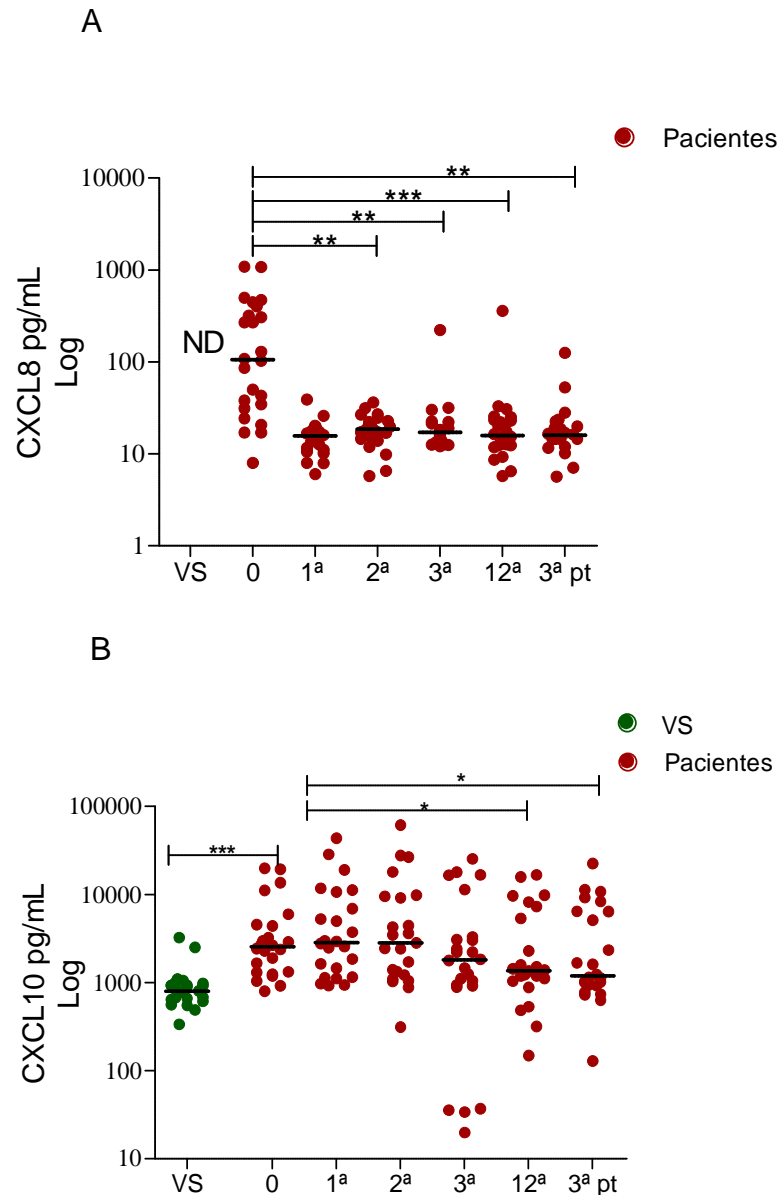 A
Pacientes
**
***
**
**
10000
1000
100
10
1
CXCL8 pg/mL
Log
ND
VS 0 1ª 2ª 3ª 12ª 3ª pt
B
VS
Pacientes
*
*
***
100000
10000
1000
100
10
CXCL10 pg/mL
Log
VS 0 1ª 2ª 3ª 12ª 3ª pt